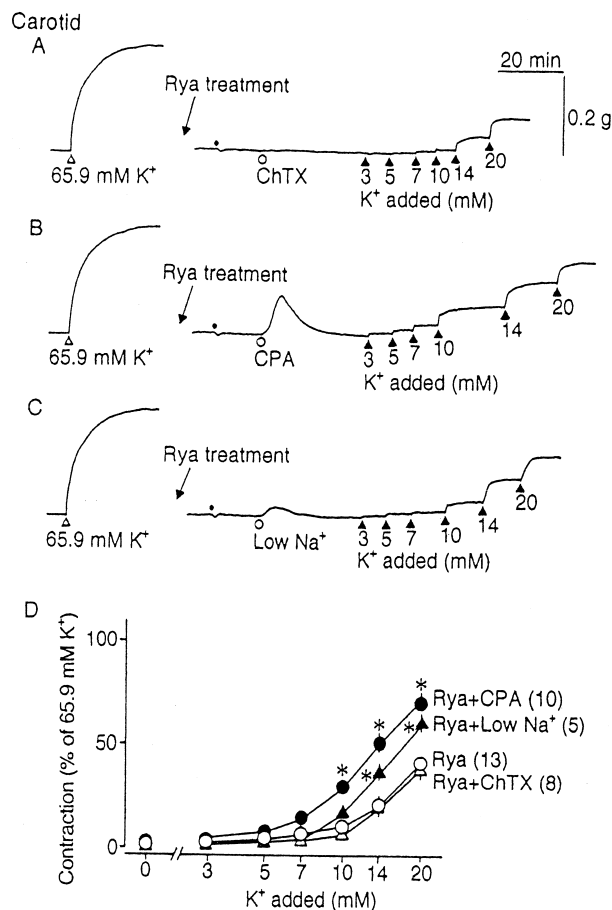 Carotid
A
Rya treatment
20 min
0.2 g
65.9 mM K⁺
ChTX
3 5 7 10 14 20
K⁺ added (mM)
B
Rya treatment
65.9 mM K⁺
CPA
3 5 7 10 14 20
K⁺ added (mM)
C
Rya treatment
65.9 mM K⁺
Low Na⁺
3 5 7 10 14 20
K⁺ added (mM)
D
Contraction (% of 65.9 mM K⁺)
100
50
0
* * * * *
Rya+CPA (10)
Rya+Low Na⁺ (5)
Rya (13)
Rya+ChTX (8)
0 3 5 7 10 14 20
K⁺ added (mM)